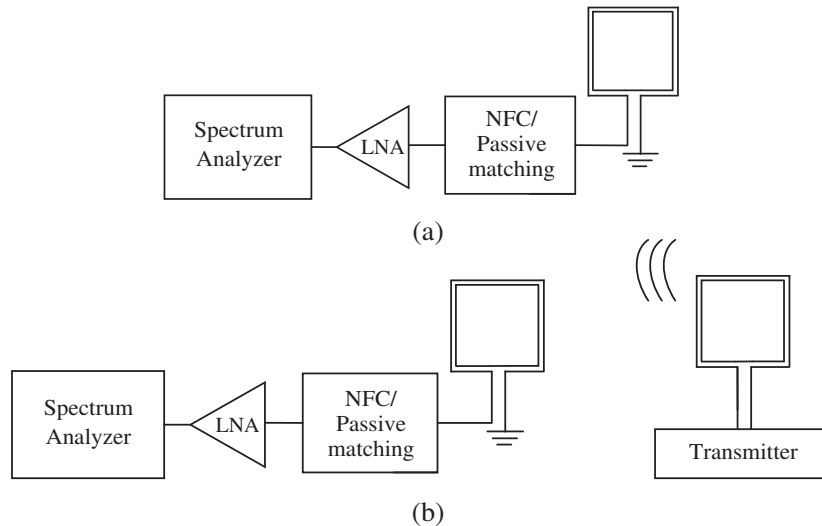 Spectrum
Analyzer
LNA
NFC/
Passive
matching
(a)
Spectrum
Analyzer
LNA
NFC/
Passive
matching
Transmitter
(b)